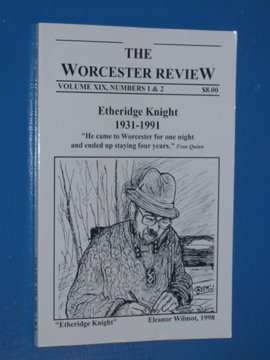 THE
WORCESTER REVIEW
VOLUME XIX, NUMBERS 1 & 2 $8.00
Etheridge Knight
1931-1991
"He came to Worcester for one night
and ended up staying four years." Fran Quinn
"Etheridge Knight" Eleanor Wilmot, 1998